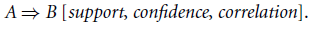 A ⇒ B [support, confidence, correlation].